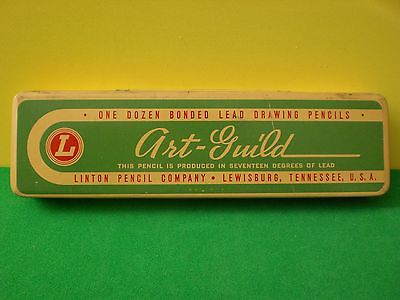 • ONE DOZEN BONDED LEAD DRAWING PENCILS •
L
Art-Guild
THIS PENCIL IS PRODUCED IN SEVENTEEN DEGREES OF LEAD
LINTON PENCIL COMPANY • LEWISBURG, TENNESSEE, U.S.A.